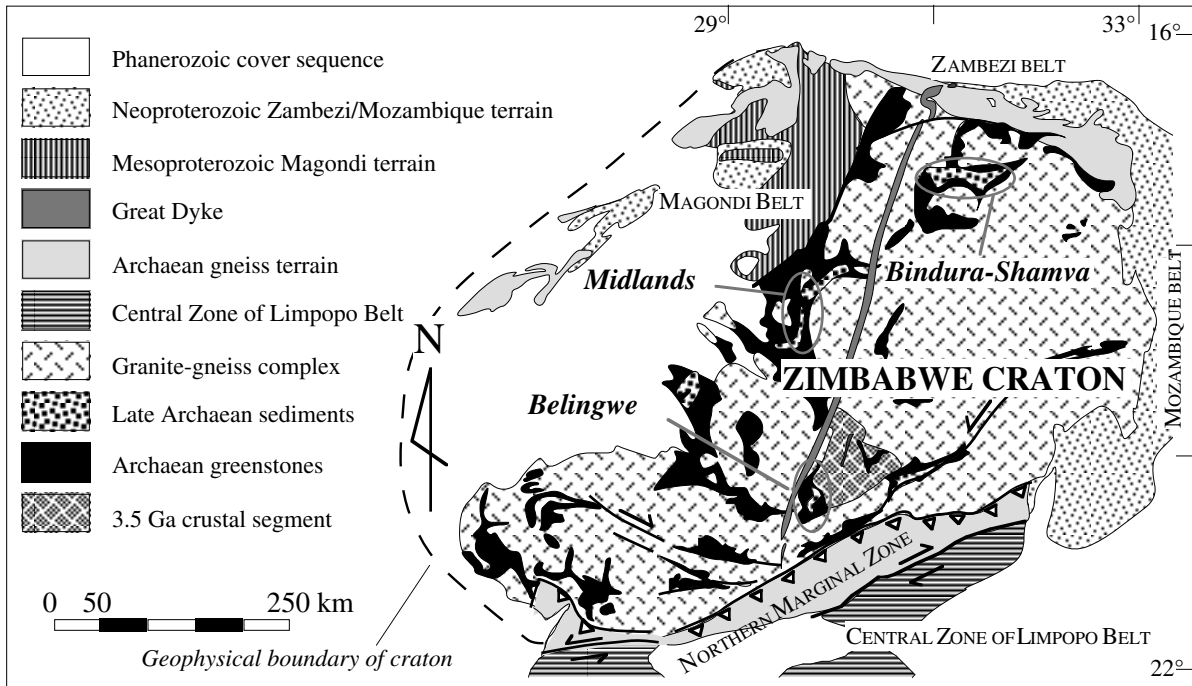 29°
33°
16°
Phanerozoic cover sequence
Neoproterozoic Zambezi/Mozambique terrain
Mesoproterozoic Magondi terrain
Great Dyke
Archaean gneiss terrain
Central Zone of Limpopo Belt
Granite-gneiss complex
Late Archaean sediments
Archaean greenstones
3.5 Ga crustal segment
0 50 250 km
Geophysical boundary of craton
N
ZAMBEZI BELT
MAGONDI BELT
Midlands
Bindura-Shamva
MOZAMBIQUE BELT
ZIMBABWE CRATON
Belingwe
NORTHERN MARGINAL ZONE
CENTRAL ZONE OF LIMPOPO BELT
22°